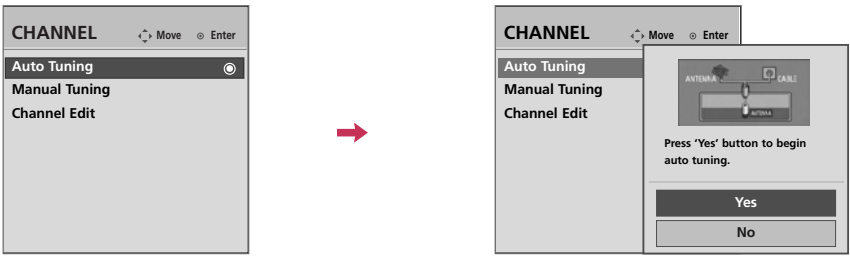 CHANNEL Move Enter
Auto Tuning
Manual Tuning
Channel Edit
CHANNEL Move Enter
Auto Tuning
Manual Tuning
Channel Edit
ANTENNA CABLE
ANTENNA
Press ‘Yes’ button to begin
auto tuning.
Yes
No